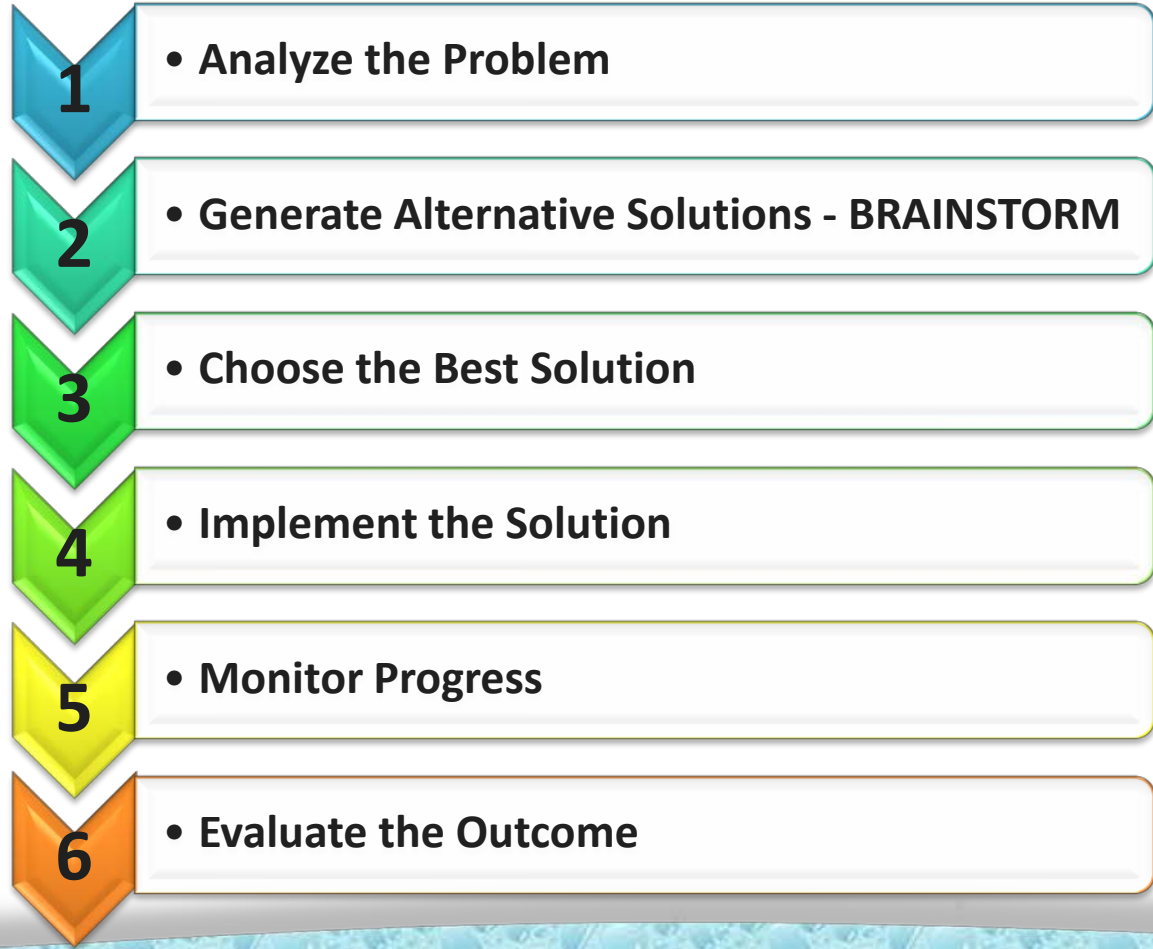 1
• Analyze the Problem
2
• Generate Alternative Solutions - BRAINSTORM
3
• Choose the Best Solution
4
• Implement the Solution
5
• Monitor Progress
6
• Evaluate the Outcome